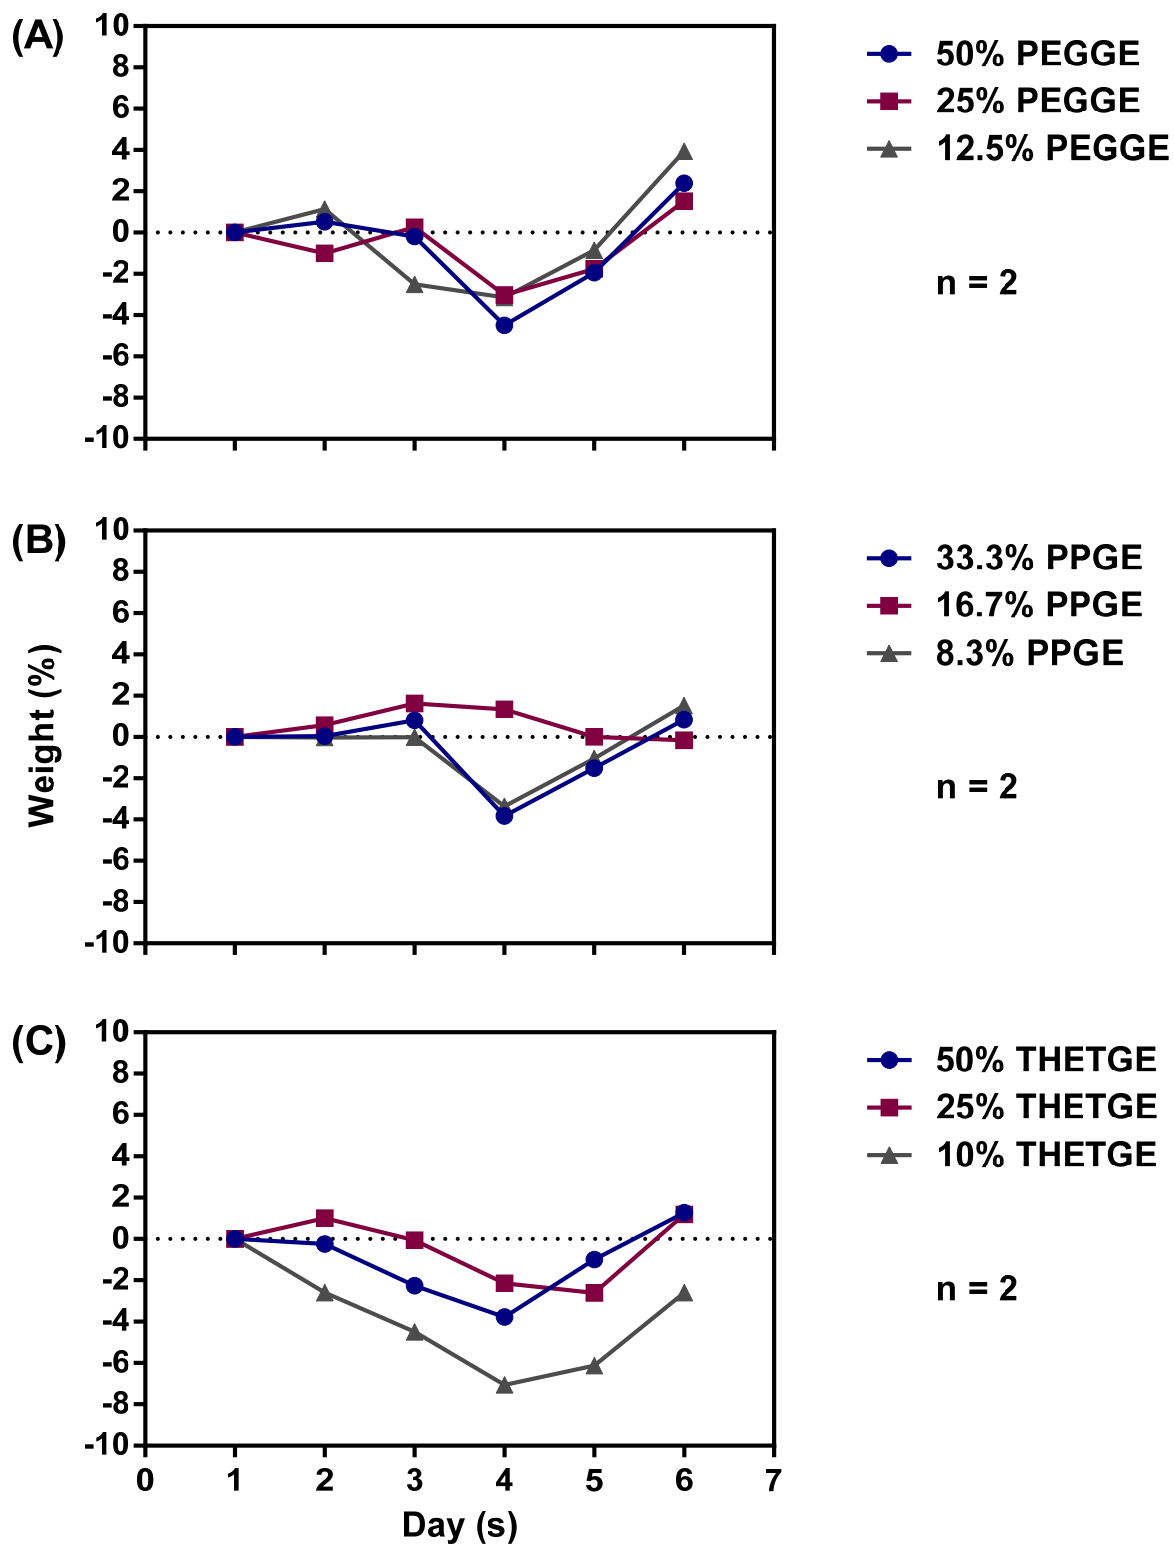 (A)
10
8
6
4
2
0
-2
-4
-6
-8
-10
50% PEGGE
25% PEGGE
12.5% PEGGE
n = 2
(B)
10
8
6
4
2
0
-2
-4
-6
-8
-10
33.3% PPGE
16.7% PPGE
8.3% PPGE
n = 2
Weight (%)
(C)
10
8
6
4
2
0
-2
-4
-6
-8
-10
50% THETGE
25% THETGE
10% THETGE
n = 2
0 1 2 3 4 5 6 7
Day (s)